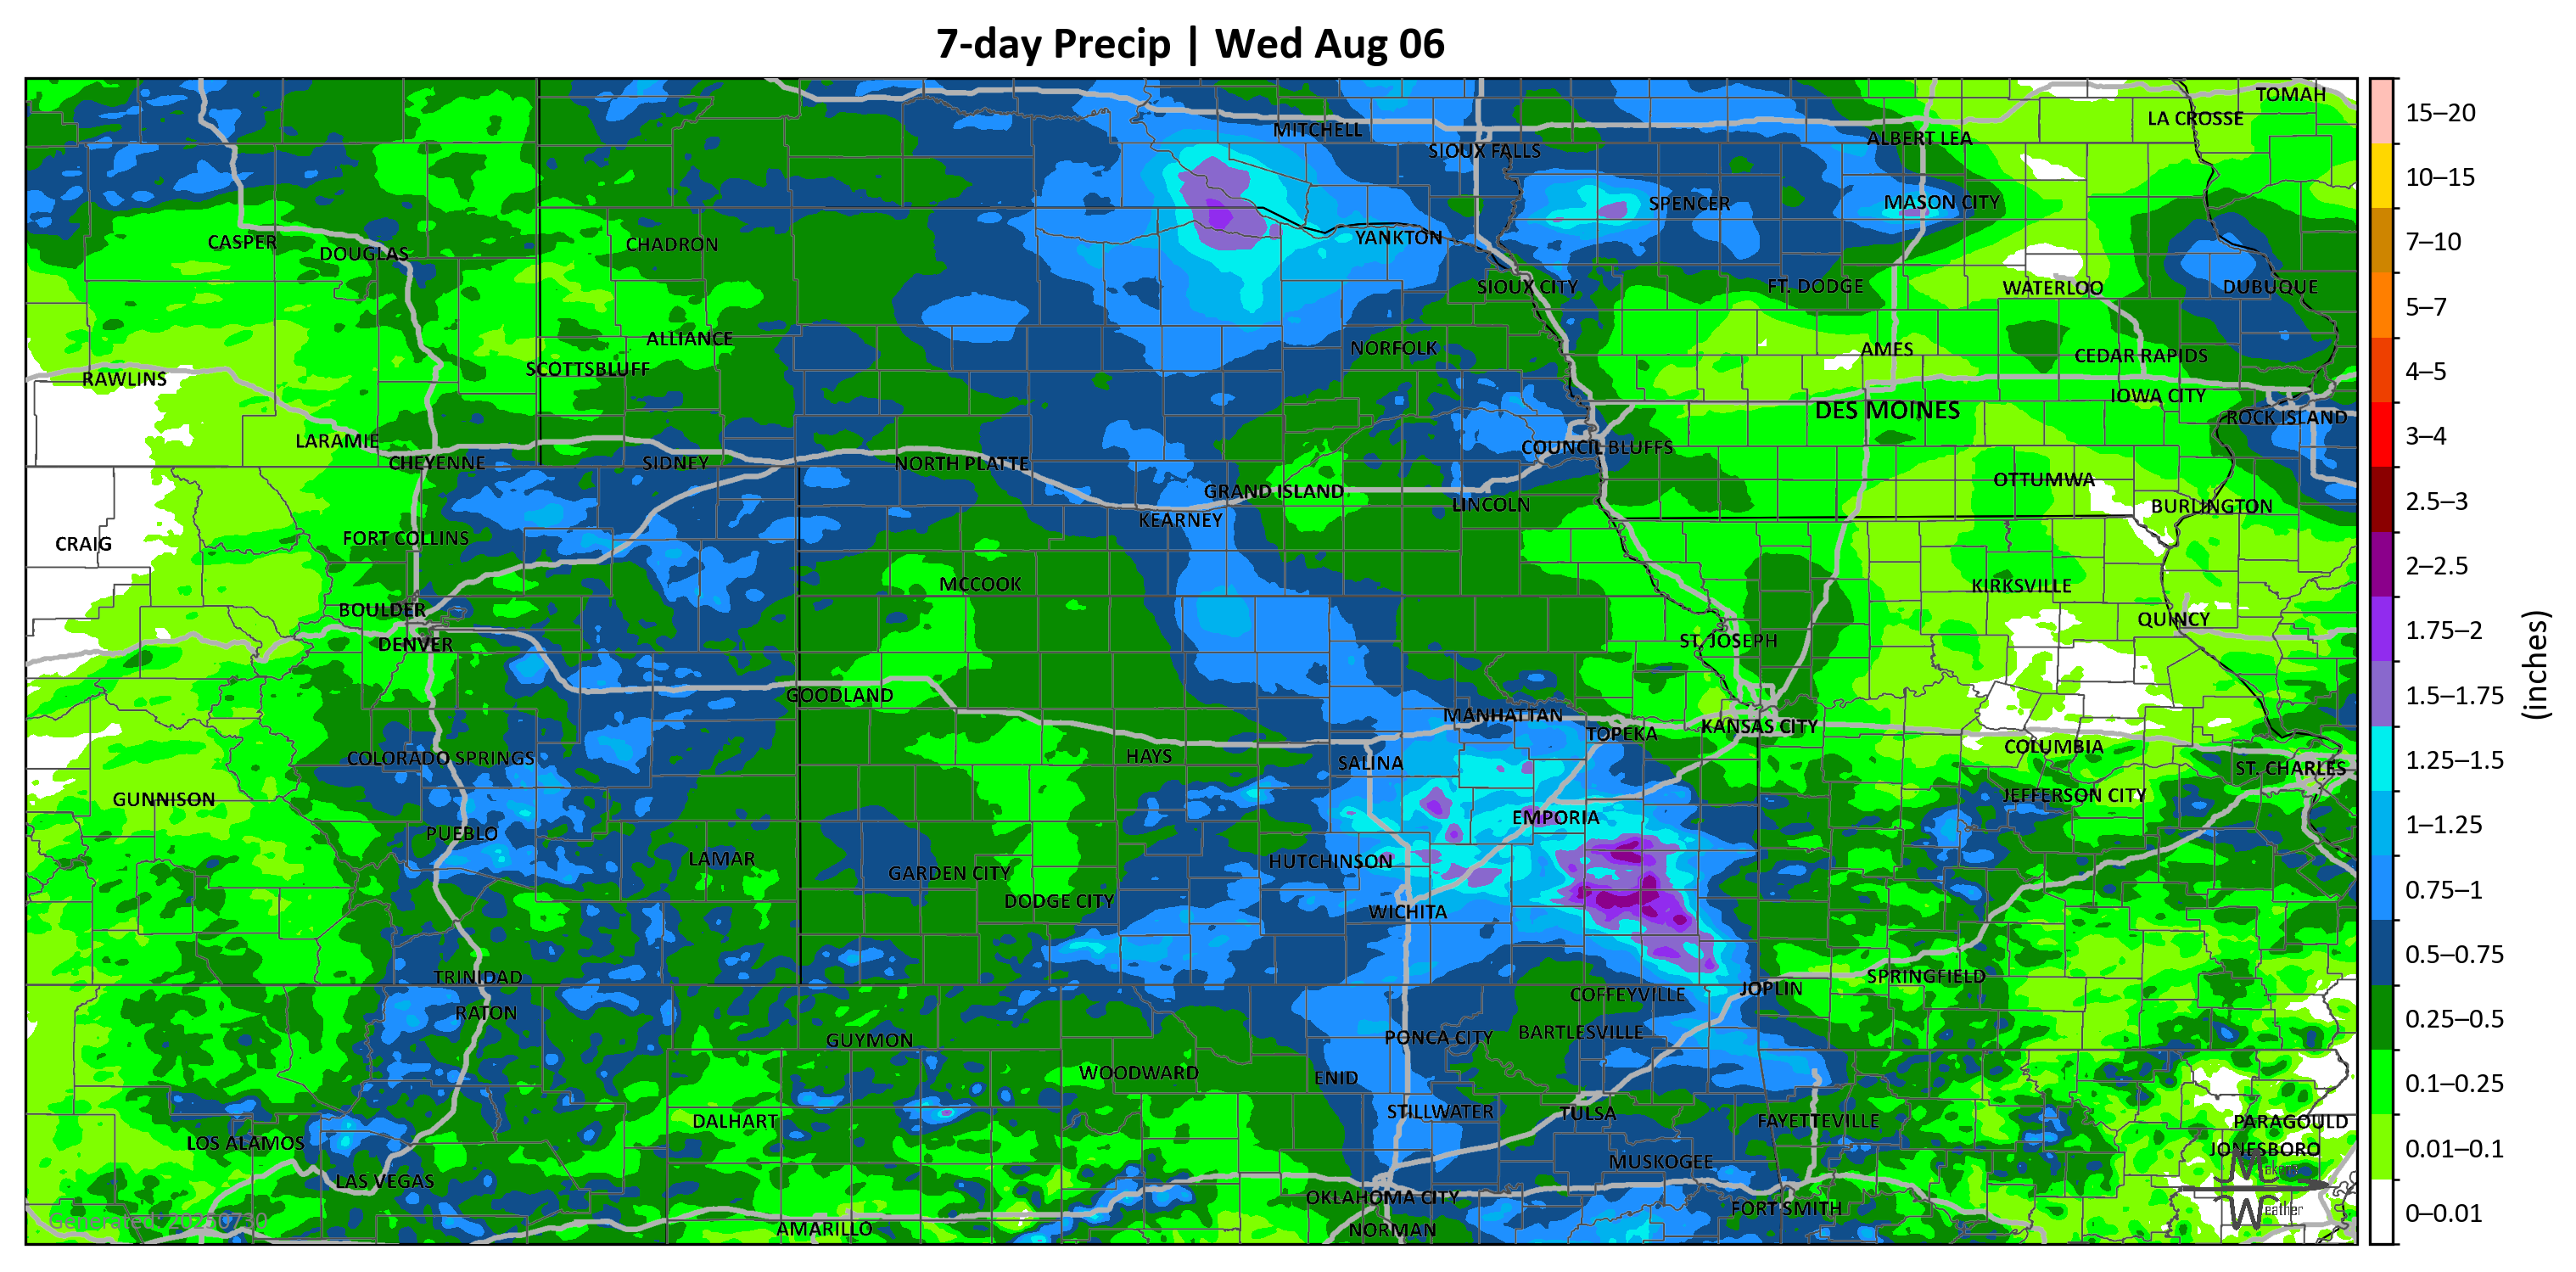 7-day Precip | Wed Aug 06
TOMAH
LA CROSSE
MITCHELL
ALBERT LEA
SIOUX FALLS
SPENCER
MASON CITY
CASPER
DOUGLAS
CHADRON
YANKTON
SIOUX CITY
FT. DODGE
WATERLOO
DUBUQUE
ALLIANCE
NORFOLK
AMES
CEDAR RAPIDS
SCOTTSBLUFF
RAWLINS
IOWA CITY
DES MOINES
ROCK ISLAND
LARAMIE
COUNCIL BLUFFS
CHEYENNE
SIDNEY
NORTH PLATTE
OTTUMWA
GRAND ISLAND
LINCOLN
BURLINGTON
KEARNEY
CRAIG
FORT COLLINS
MCCOOK
KIRKSVILLE
BOULDER
QUINCY
DENVER
ST. JOSEPH
GOODLAND
MANHATTAN
KANSAS CITY
TOPEKA
COLUMBIA
HAYS
COLORADO SPRINGS
SALINA
ST. CHARLES
GUNNISON
JEFFERSON CITY
EMPORIA
PUEBLO
LAMAR
HUTCHINSON
GARDEN CITY
DODGE CITY
WICHITA
TRINIDAD
SPRINGFIELD
JOPLIN
COFFEYVILLE
RATON
BARTLESVILLE
PONCA CITY
GUYMON
WOODWARD
ENID
STILLWATER
TULSA
DALHART
FAYETTEVILLE
PARAGOULD
LOS ALAMOS
JONESBORO
MUSKOGEE
LAS VEGAS
OKLAHOMA CITY
FORT SMITH
AMARILLO
NORMAN
Generated: 20250730
Weather
15–20
10–15
7–10
5–7
4–5
3–4
2.5–3
2–2.5
1.75–2
1.5–1.75
1.25–1.5
1–1.25
0.75–1
0.5–0.75
0.25–0.5
0.1–0.25
0.01–0.1
0–0.01
(inches)